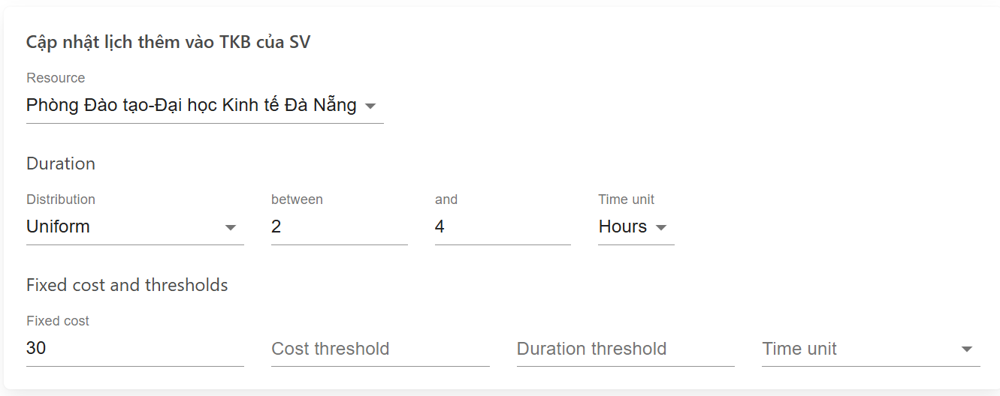 Cập nhật lịch thêm vào TKB của SV
Resource
Phòng Đào tạo-Đại học Kinh tế Đà Nẵng
Duration
Distribution between and Time unit
Uniform 2 4 Hours
Fixed cost and thresholds
Fixed cost
30 Cost threshold Duration threshold Time unit